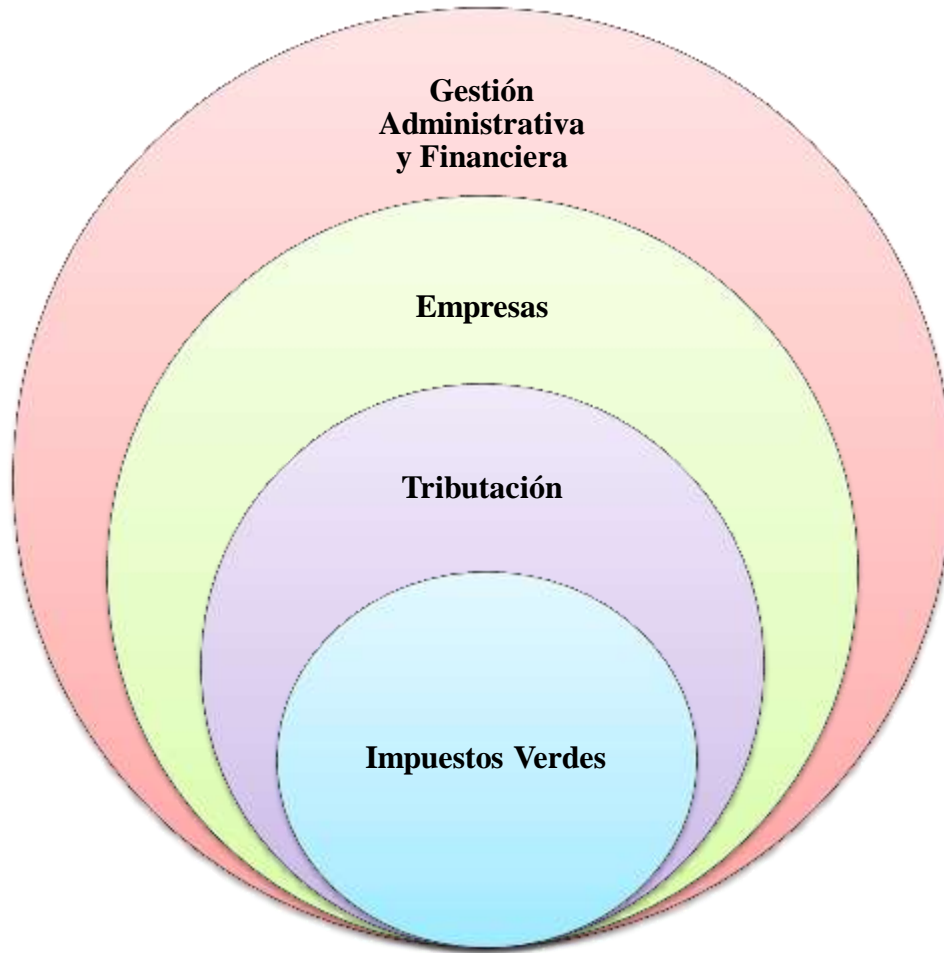 Gestión
Administrativa
y Financiera
Empresas
Tributación
Impuestos Verdes